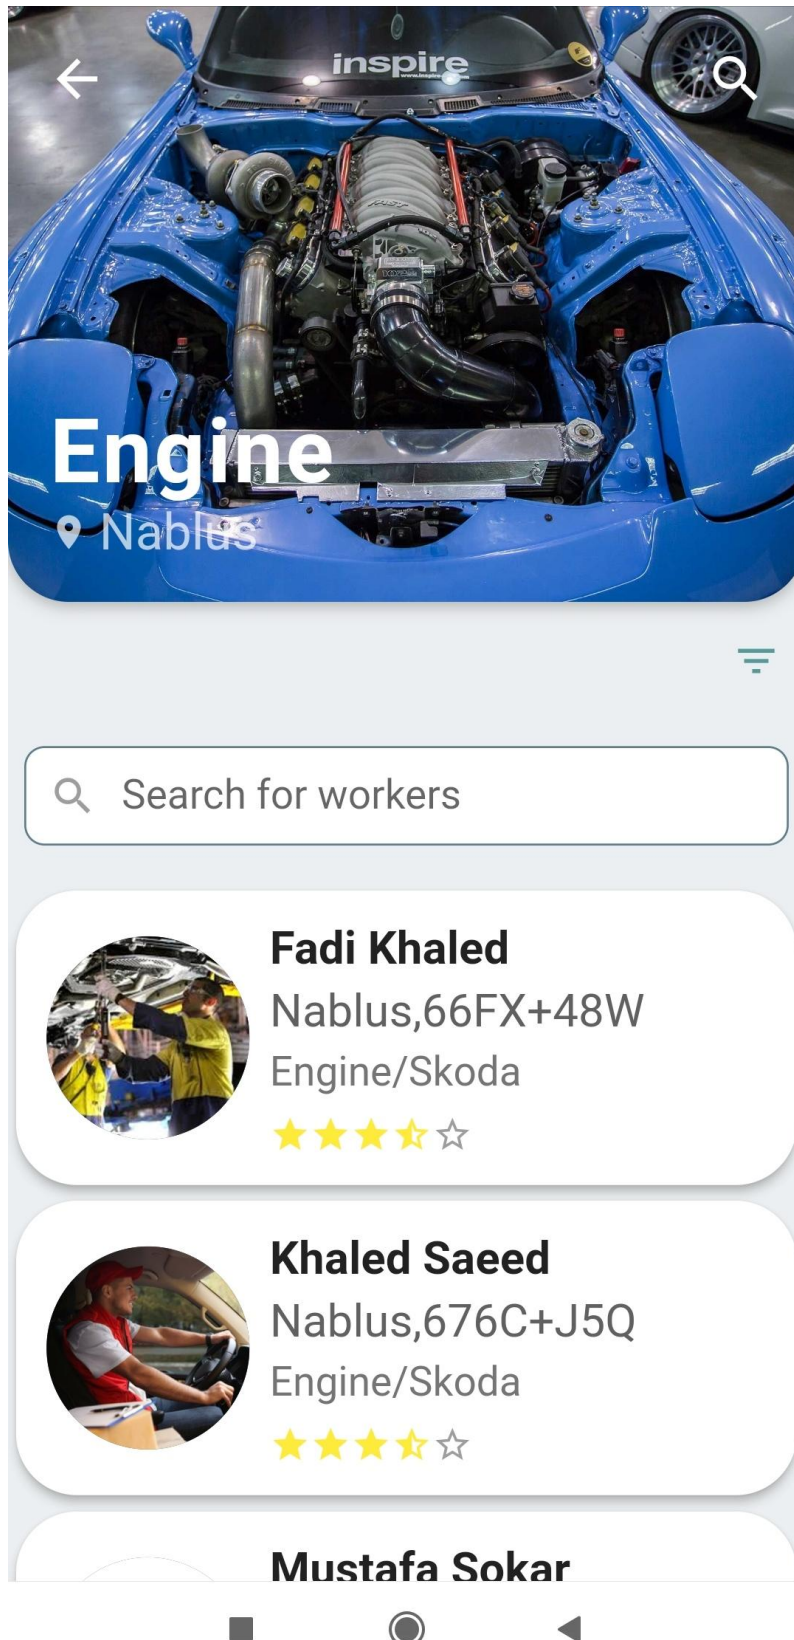 inspire
Engine
Nablus
Search for workers
Fadi Khaled
Nablus,66FX+48W
Engine/Skoda
Khaled Saeed
Nablus,676C+J5Q
Engine/Skoda
Mustafa Sokar